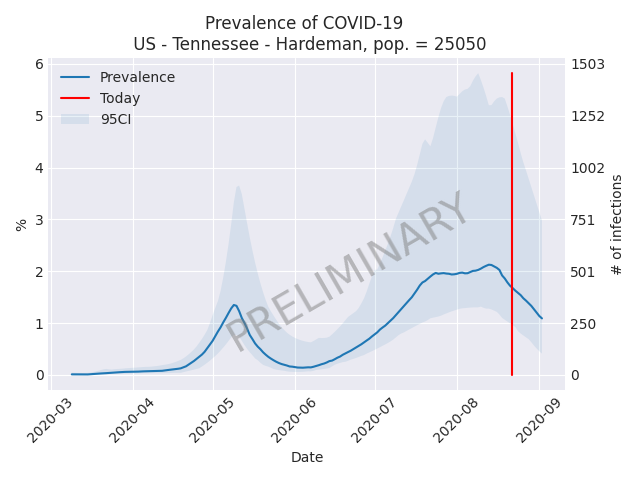 Prevalence of COVID-19
US - Tennessee - Hardeman, pop. = 25050
Prevalence
Today
95CI
PRELIMINARY
%
6
5
4
3
2
1
0
1503
1252
1002
751
501
250
0
# of infections
2020-03
2020-04
2020-05
2020-06
2020-07
2020-08
2020-09
Date